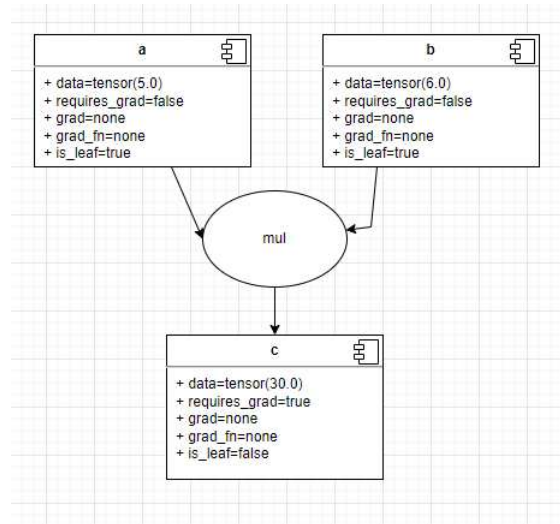 a
+ data=tensor(5.0)
+ requires_grad=false
+ grad=none
+ grad_fn=none
+ is_leaf=true
b
+ data=tensor(6.0)
+ requires_grad=false
+ grad=none
+ grad_fn=none
+ is_leaf=true
mul
c
+ data=tensor(30.0)
+ requires_grad=true
+ grad=none
+ grad_fn=none
+ is_leaf=false